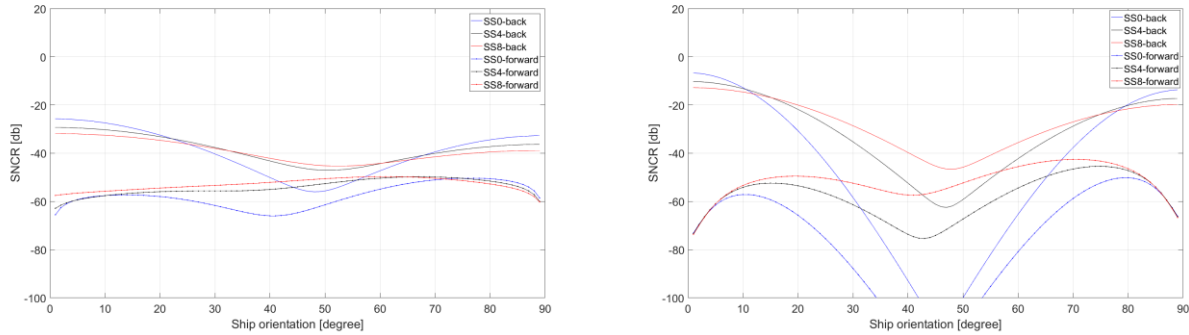 20
0
-20
-40
-60
-80
-100
SNCR [db]
0 10 20 30 40 50 60 70 80 90
Ship orientation [degree]
SS0-back
SS4-back
SS8-back
SS0-forward
SS4-forward
SS8-forward
20
0
-20
-40
-60
-80
-100
SNCR [db]
0 10 20 30 40 50 60 70 80 90
Ship orientation [degree]
SS0-back
SS4-back
SS8-back
SS0-forward
SS4-forward
SS8-forward